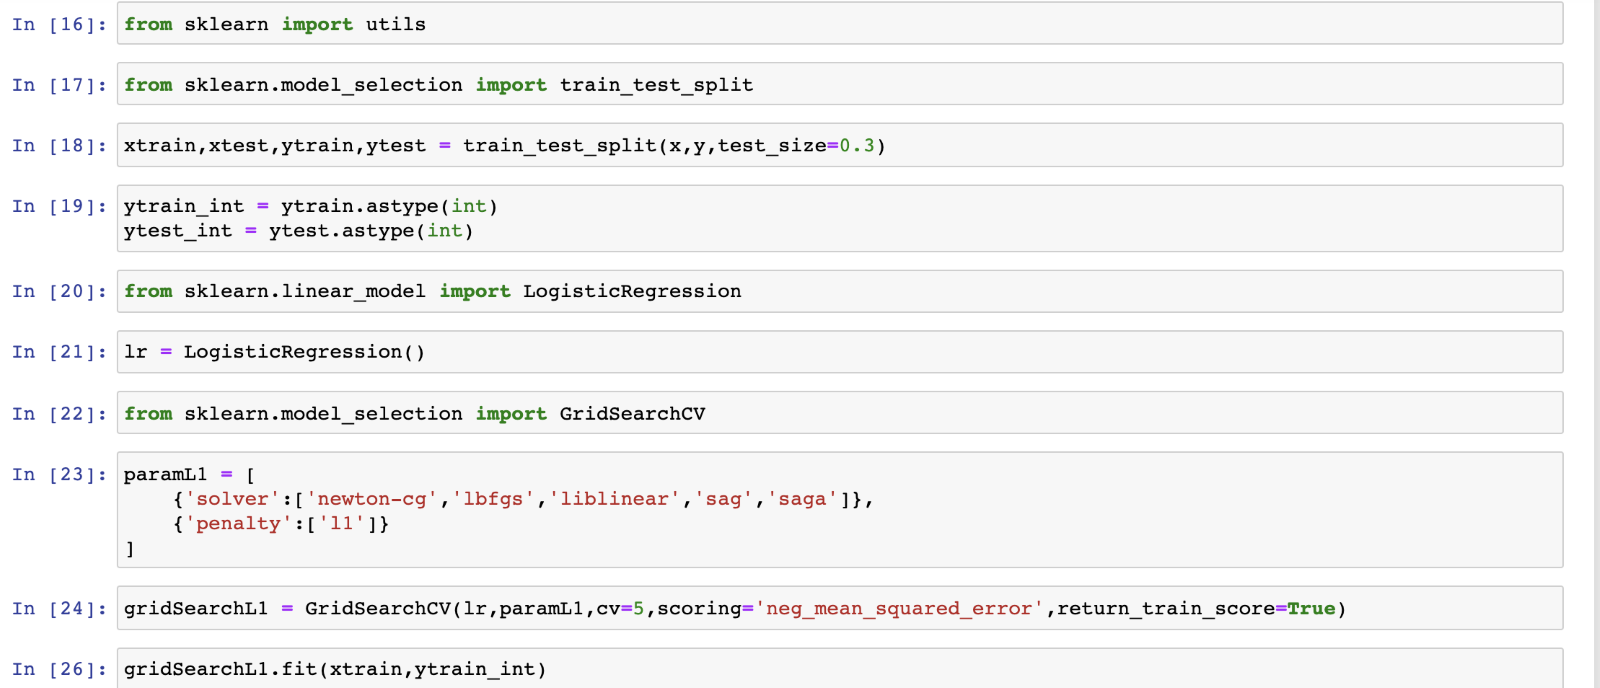 In [16]: from sklearn import utils
In [17]: from sklearn.model_selection import train_test_split
In [18]: xtrain,xtest,ytrain,ytest = train_test_split(x,y,test_size=0.3)
In [19]: ytrain_int = ytrain.astype(int)
ytest_int = ytest.astype(int)
In [20]: from sklearn.linear_model import LogisticRegression
In [21]: lr = LogisticRegression()
In [22]: from sklearn.model_selection import GridSearchCV
In [23]: paramL1 = [
    {'solver':['newton-cg','lbfgs','liblinear','sag','saga']},
    {'penalty':['l1']}
]
In [24]: gridSearchL1 = GridSearchCV(lr,paramL1,cv=5,scoring='neg_mean_squared_error',return_train_score=True)
In [26]: gridSearchL1.fit(xtrain,ytrain_int)